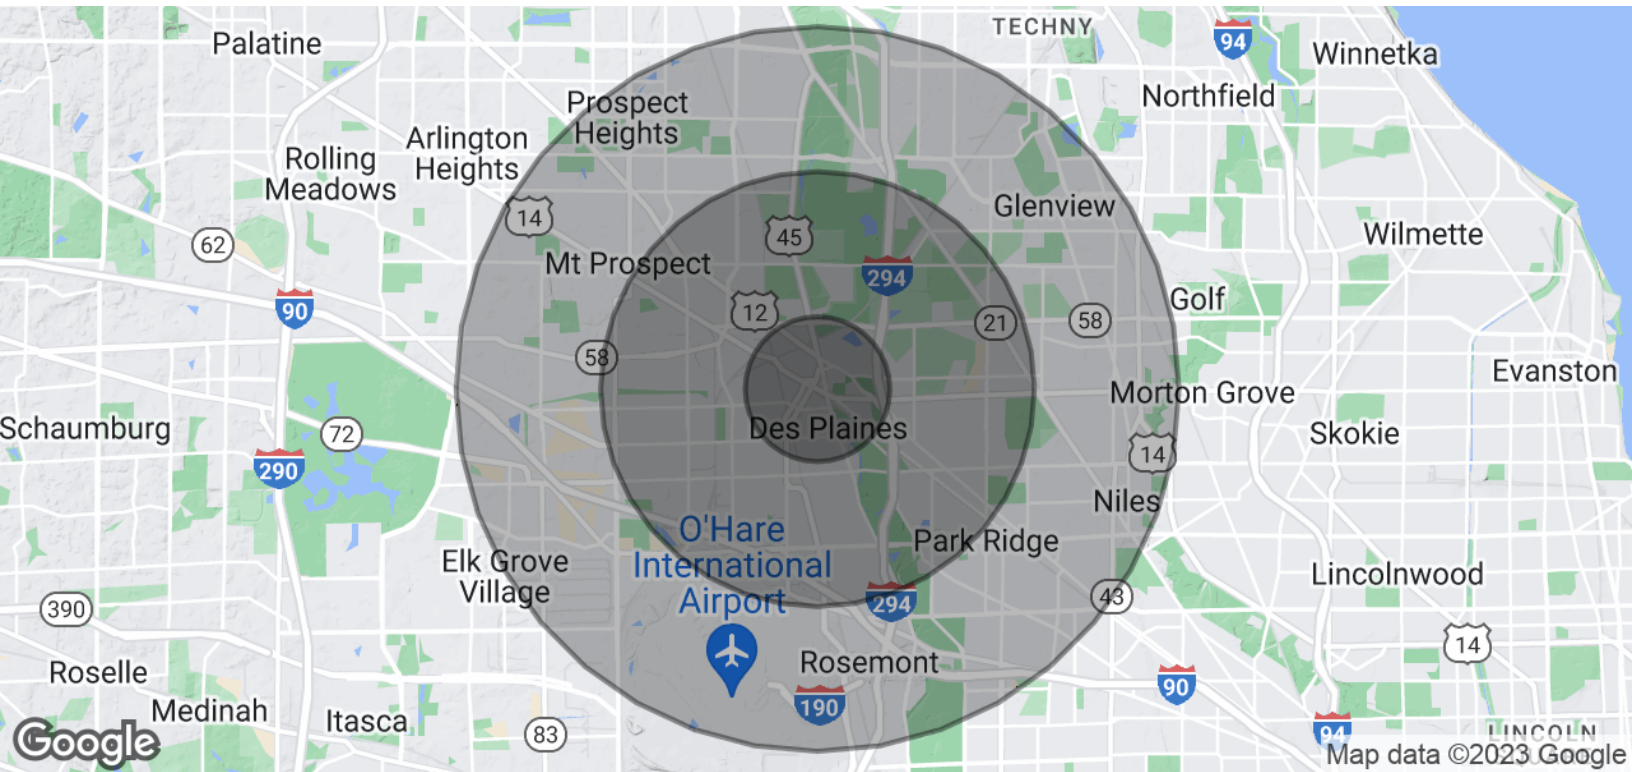 TECHNY
Palatine
94
Winnetka
Northfield
Prospect
Heights
Arlington
Heights
Rolling
Meadows
14
Glenview
45
62
Wilmette
Mt Prospect
294
90
Golf
12
21
58
58
Evanston
Morton Grove
Schaumburg
72
Des Plaines
Skokie
290
14
Niles
O'Hare
International
Airport
Park Ridge
Elk Grove
Village
Lincolnwood
390
294
43
14
Roselle
Rosemont
90
Medinah
Itasca
190
83
94
LINCOLN
Google
Map data ©2023 Google